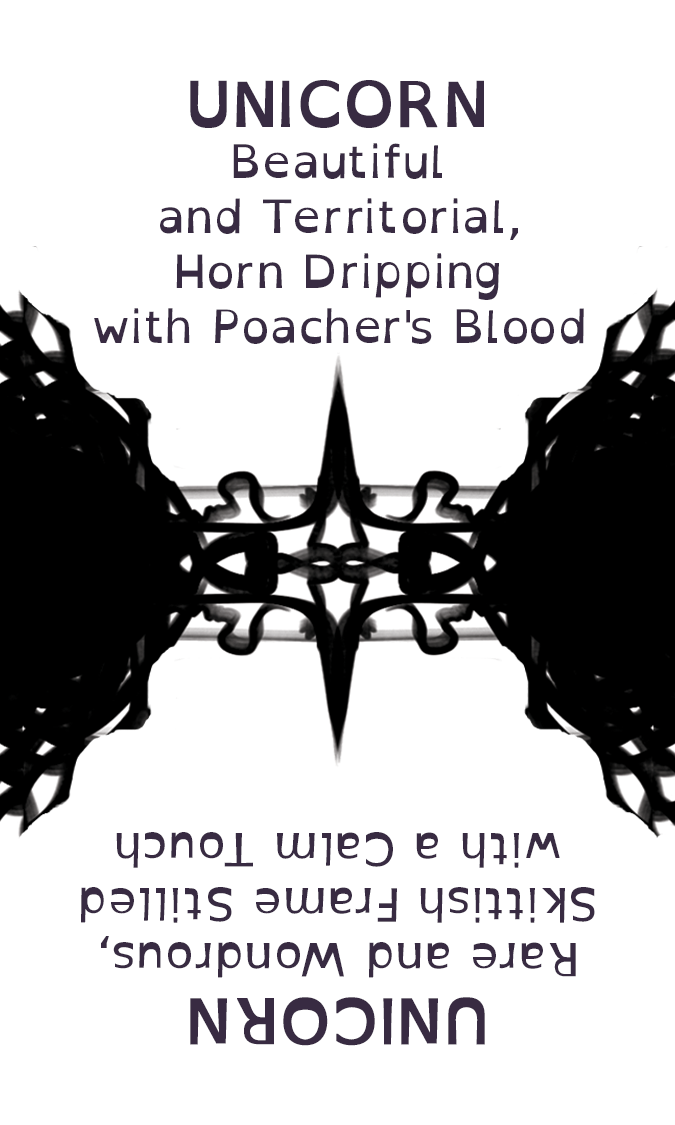 UNICORN
Beautiful
and Territorial,
Horn Dripping
with Poacher's Blood
UNICORN
Rare and Wondrous,
Skittish Frame Stilled
with a Calm Touch